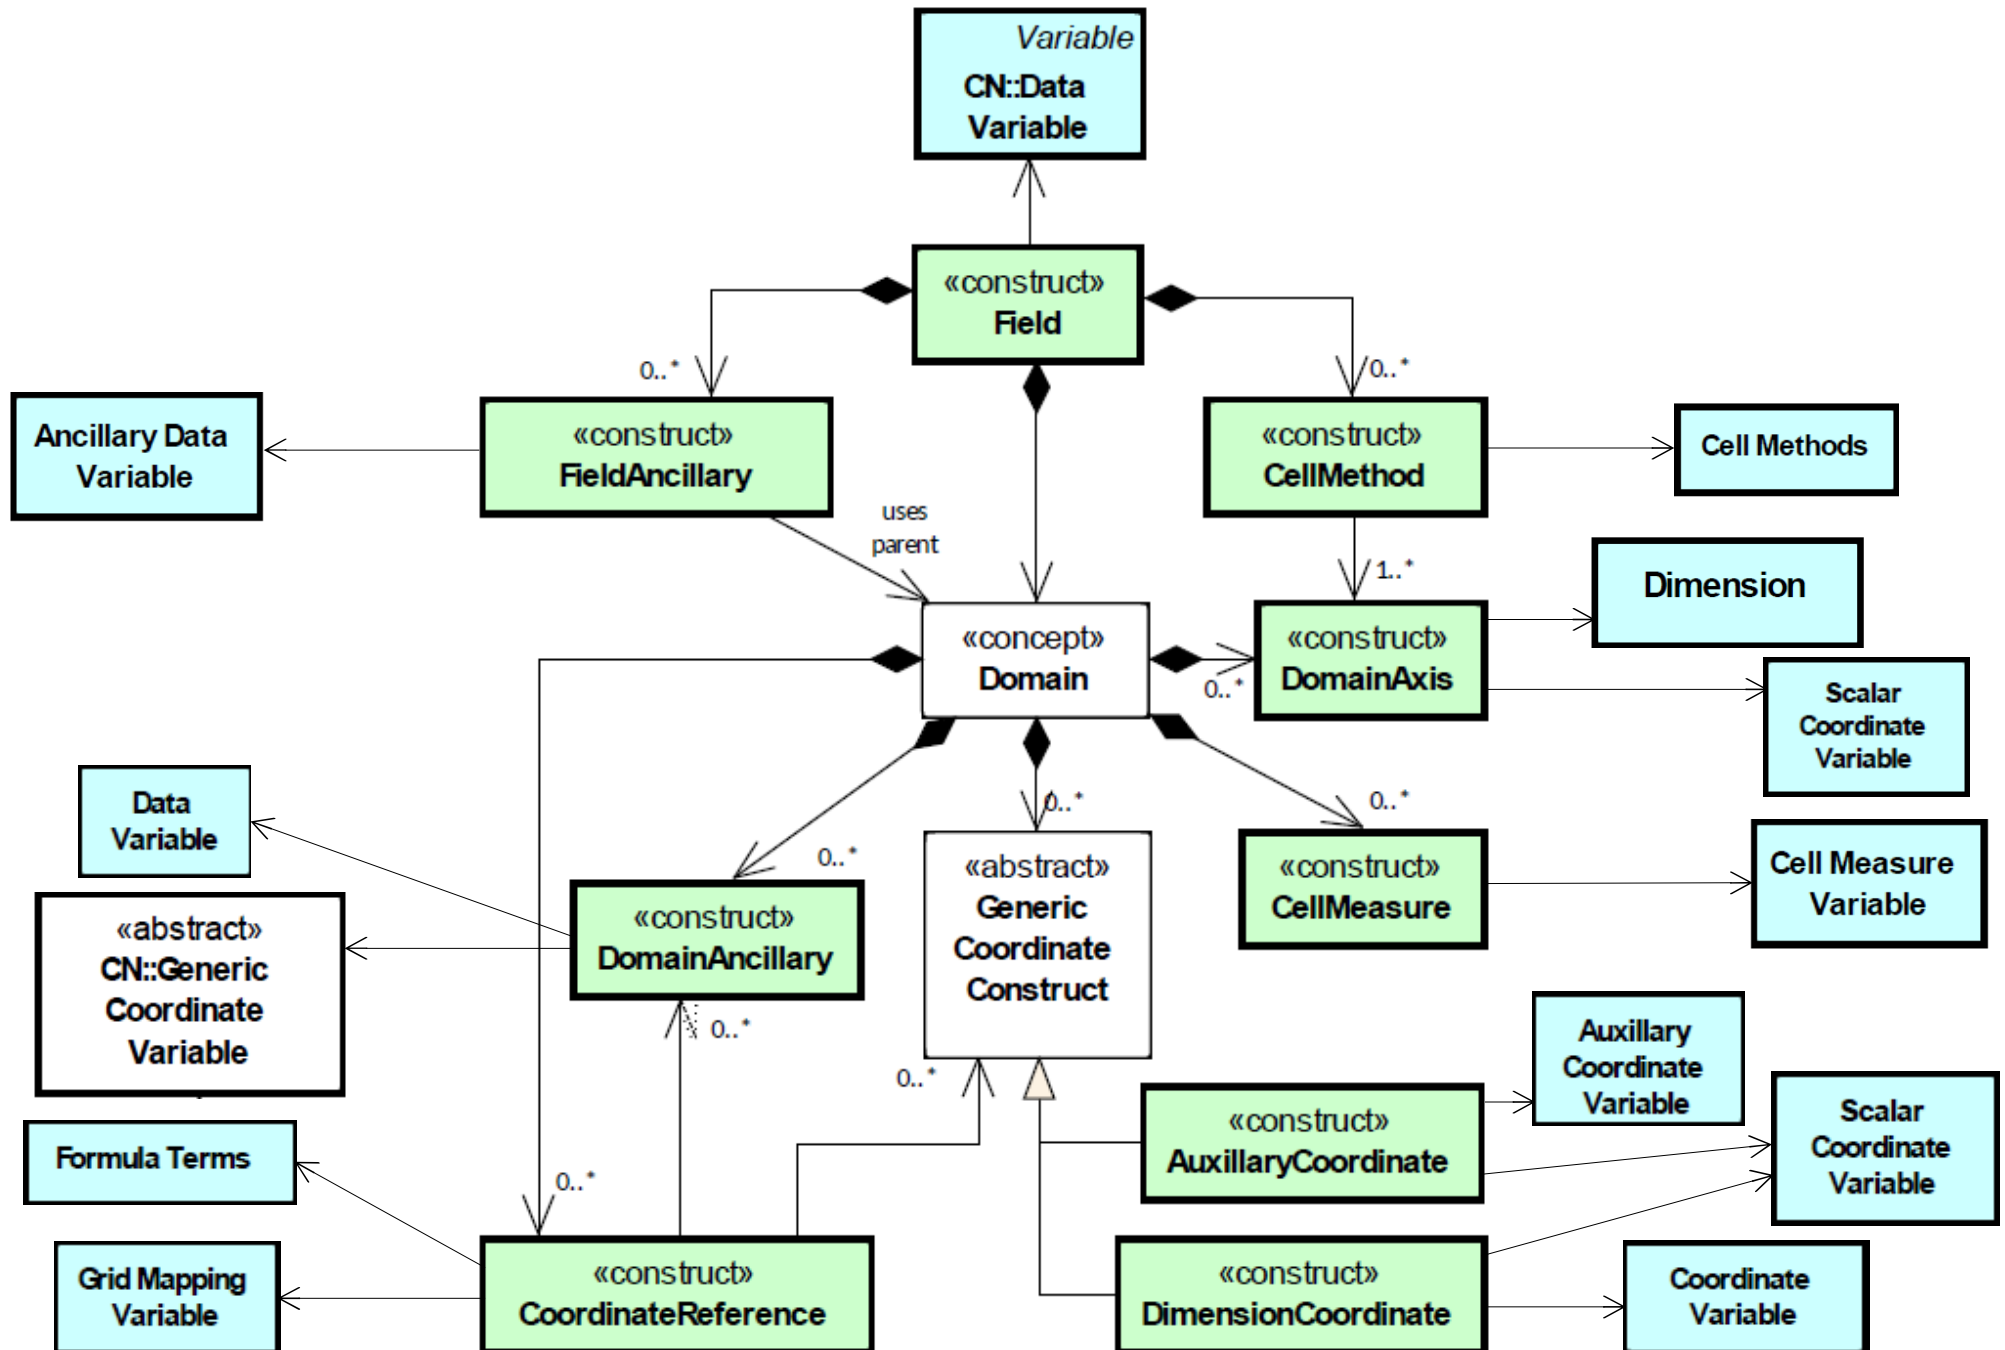 Variable
CN::Data
Variable
«construct»
Field
0..*
0..*
Ancillary Data
Variable
«construct»
FieldAncillary
«construct»
CellMethod
Cell Methods
uses
parent
1..*
Dimension
«concept»
Domain
0..*
«construct»
DomainAxis
Scalar
Coordinate
Variable
Data
Variable
0..*
0..*
0..*
«abstract»
Generic
Coordinate
Construct
«construct»
CellMeasure
Cell Measure
Variable
«abstract»
CN::Generic
Coordinate
Variable
«construct»
DomainAncillary
0..*
0..*
Auxillary
Coordinate
Variable
«construct»
AuxillaryCoordinate
Scalar
Coordinate
Variable
Formula Terms
0..*
Grid Mapping
Variable
«construct»
CoordinateReference
«construct»
DimensionCoordinate
Coordinate
Variable